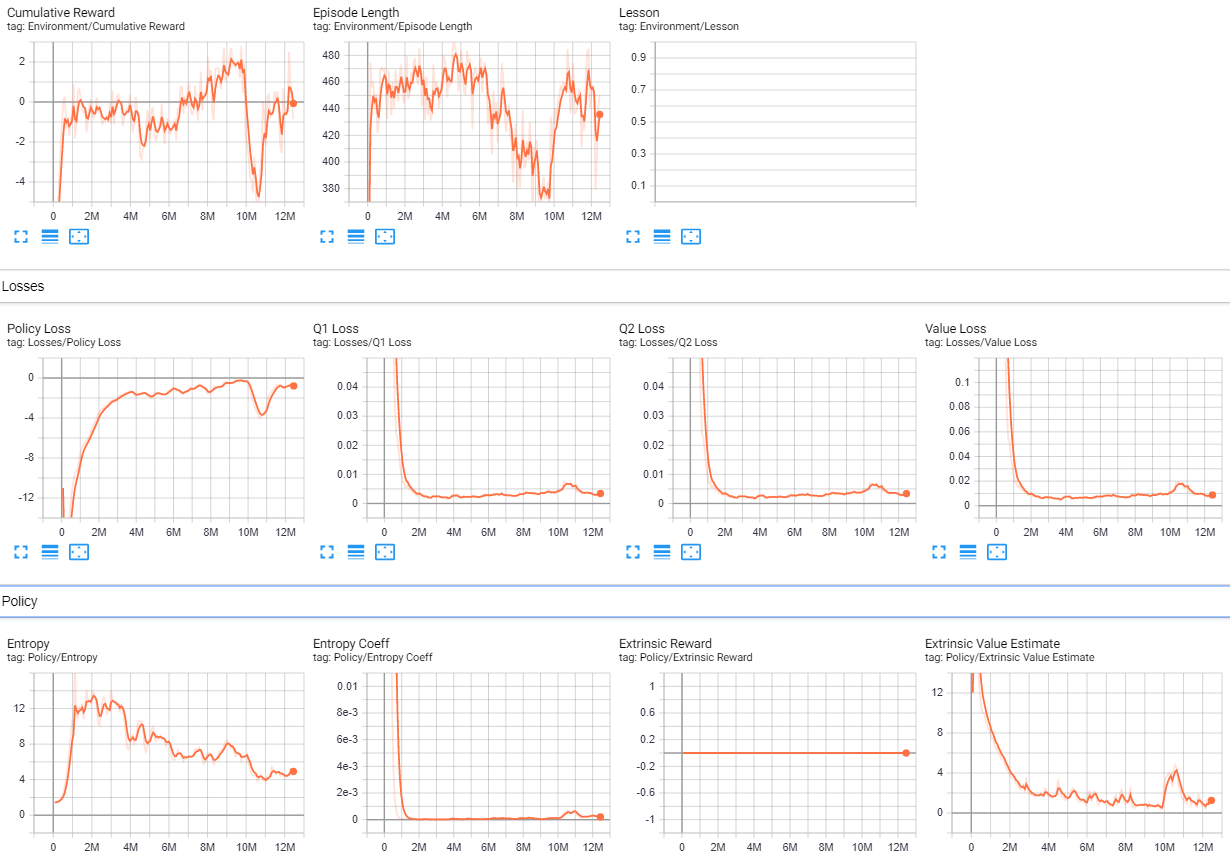 Cumulative Reward
tag: Environment/Cumulative Reward
2
0
-2
-4
0 2M 4M 6M 8M 10M 12M
Episode Length
tag: Environment/Episode Length
480
460
440
420
400
380
0 2M 4M 6M 8M 10M 12M
Lesson
tag: Environment/Lesson
0.9
0.7
0.5
0.3
0.1
Losses
Policy Loss
tag: Losses/Policy Loss
0
-4
-8
-12
0 2M 4M 6M 8M 10M 12M
Q1 Loss
tag: Losses/Q1 Loss
0.04
0.03
0.02
0.01
0
0 2M 4M 6M 8M 10M 12M
Q2 Loss
tag: Losses/Q2 Loss
0.04
0.03
0.02
0.01
0
0 2M 4M 6M 8M 10M 12M
Value Loss
tag: Losses/Value Loss
0.1
0.08
0.06
0.04
0.02
0
0 2M 4M 6M 8M 10M 12M
Policy
Entropy
tag: Policy/Entropy
12
8
4
0
0 2M 4M 6M 8M 10M 12M
Entropy Coeff
tag: Policy/Entropy Coeff
0.01
8e-3
6e-3
4e-3
2e-3
0
0 2M 4M 6M 8M 10M 12M
Extrinsic Reward
tag: Policy/Extrinsic Reward
1
0.6
0.2
-0.2
-0.6
-1
0 2M 4M 6M 8M 10M 12M
Extrinsic Value Estimate
tag: Policy/Extrinsic Value Estimate
12
8
4
0
0 2M 4M 6M 8M 10M 12M